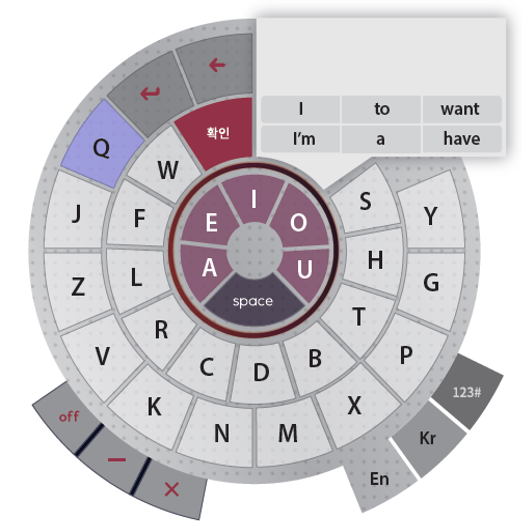 I to want
I'm a have
← 
↵
확인
Q W
J F E I O S Y
Z L A U H G
space
V R C D B T P
K N M X
off − ×
123#
Kr
En